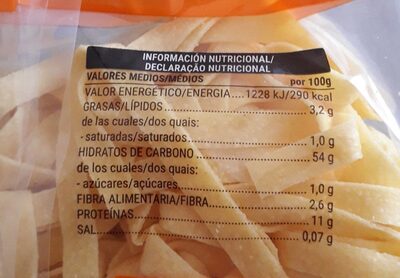 INFORMACIÓN NUTRICIONAL/
DECLARAÇÃO NUTRICIONAL
VALORES MEDIOS/MÉDIOS por 100g
VALOR ENERGÉTICO/ENERGIA....1228 kJ/290 kcal
GRASAS/LÍPIDOS 3,2 g
de las cuales/dos quais:
- saturadas/saturados 1,0 g
HIDRATOS DE CARBONO 54 g
de los cuales/dos quais:
- azúcares/açúcares 1,0 g
FIBRA ALIMENTARIA/FIBRA 2,6 g
PROTEÍNAS 11 g
SAL 0,07 g